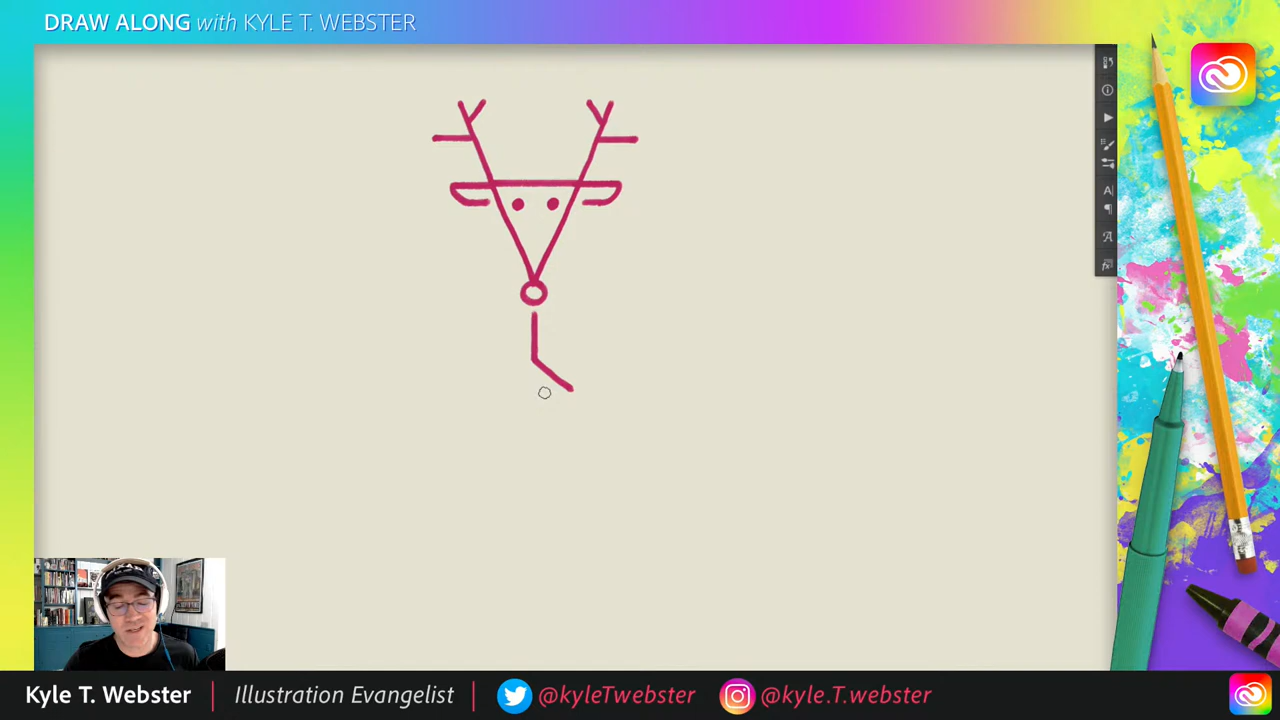 DRAW ALONG with KYLE T. WEBSTER
Kyle T. Webster
Illustration Evangelist
@kyleTwebster
@kyle.T.webster